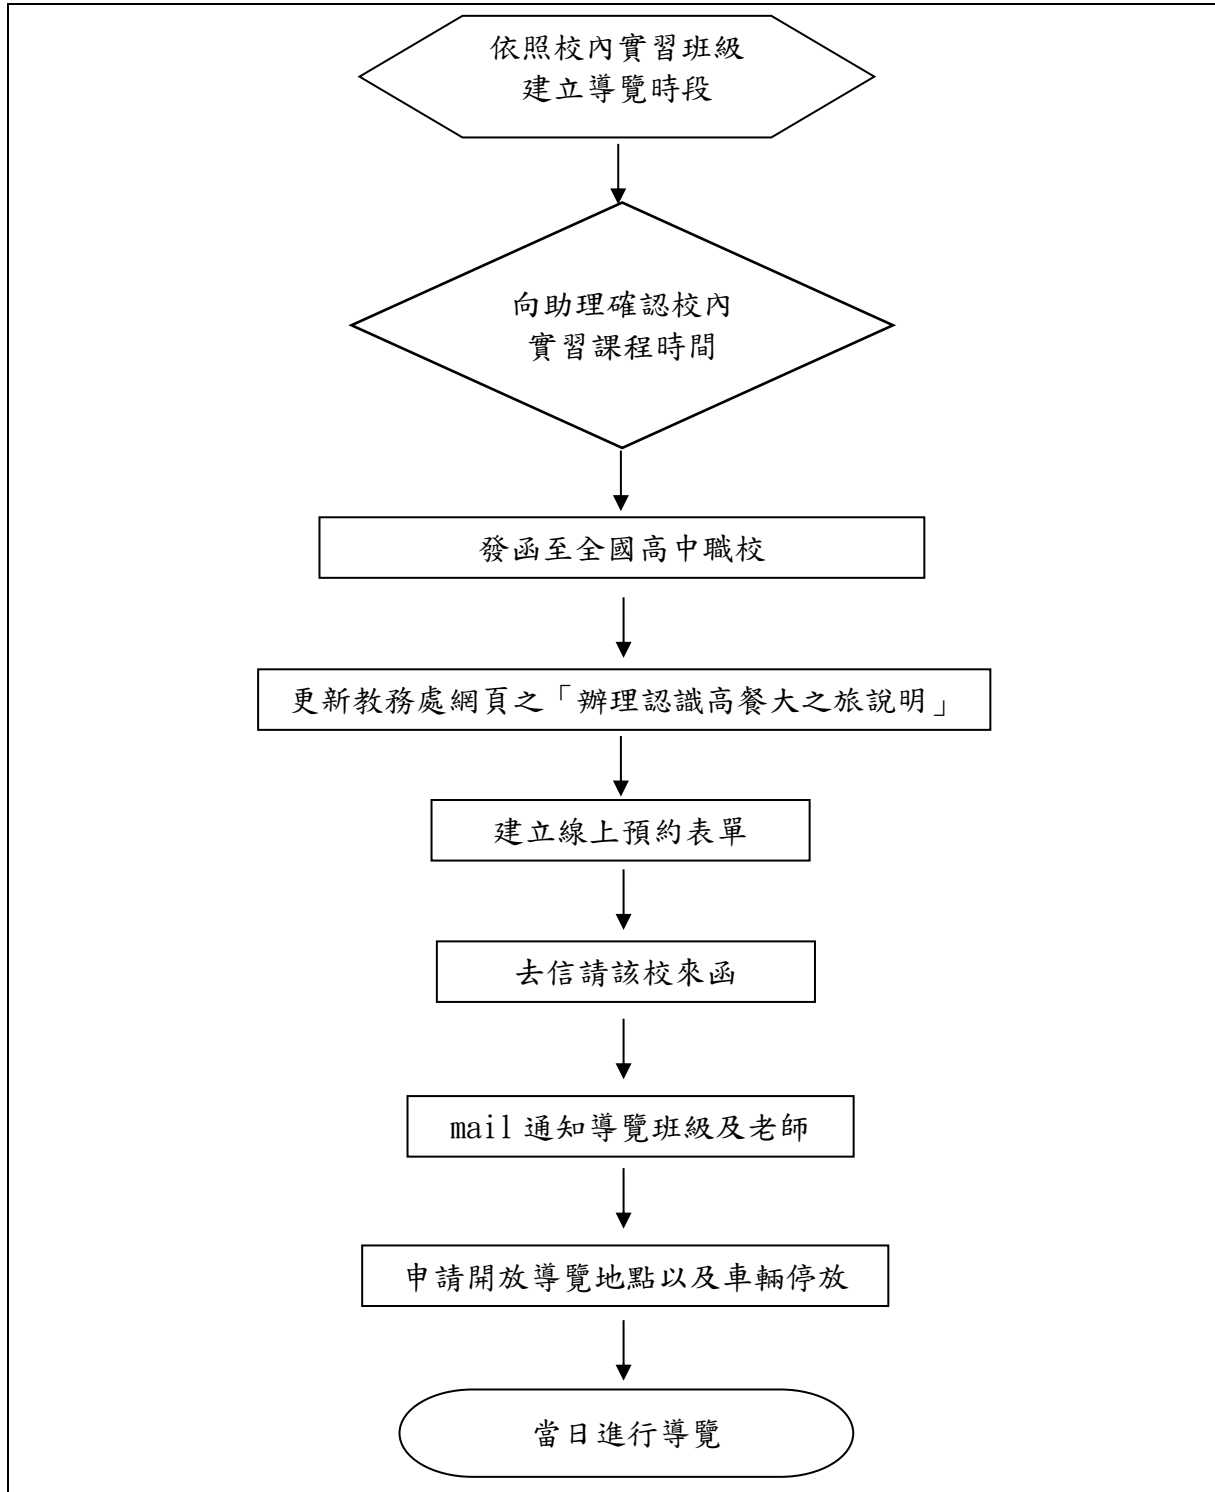 依照校內實習班級
建立導覽時段
向助理確認校內
實習課程時間
發函至全國高中職校
更新教務處網頁之「辦理認識高餐大之旅說明」
建立線上預約表單
去信請該校來函
mail 通知導覽班級及老師
申請開放導覽地點以及車輛停放
當日進行導覽